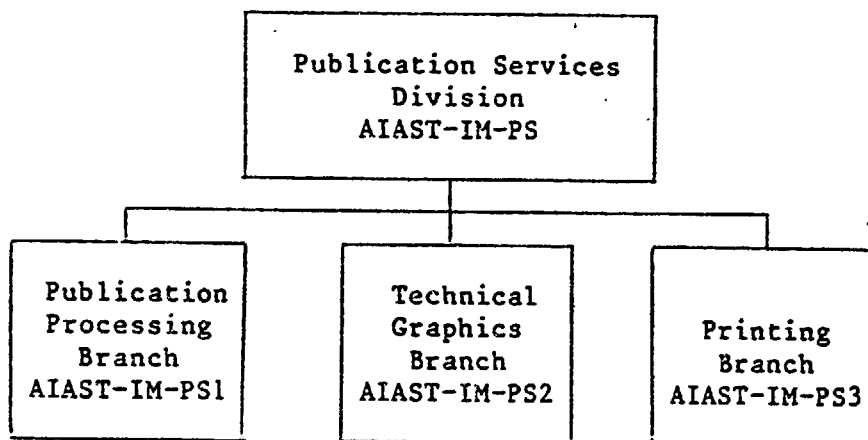 Publication Services
Division
AIAST-IM-PS
Publication
Processing
Branch
AIAST-IM-PS1
Technical
Graphics
Branch
AIAST-IM-PS2
Printing
Branch
AIAST-IM-PS3